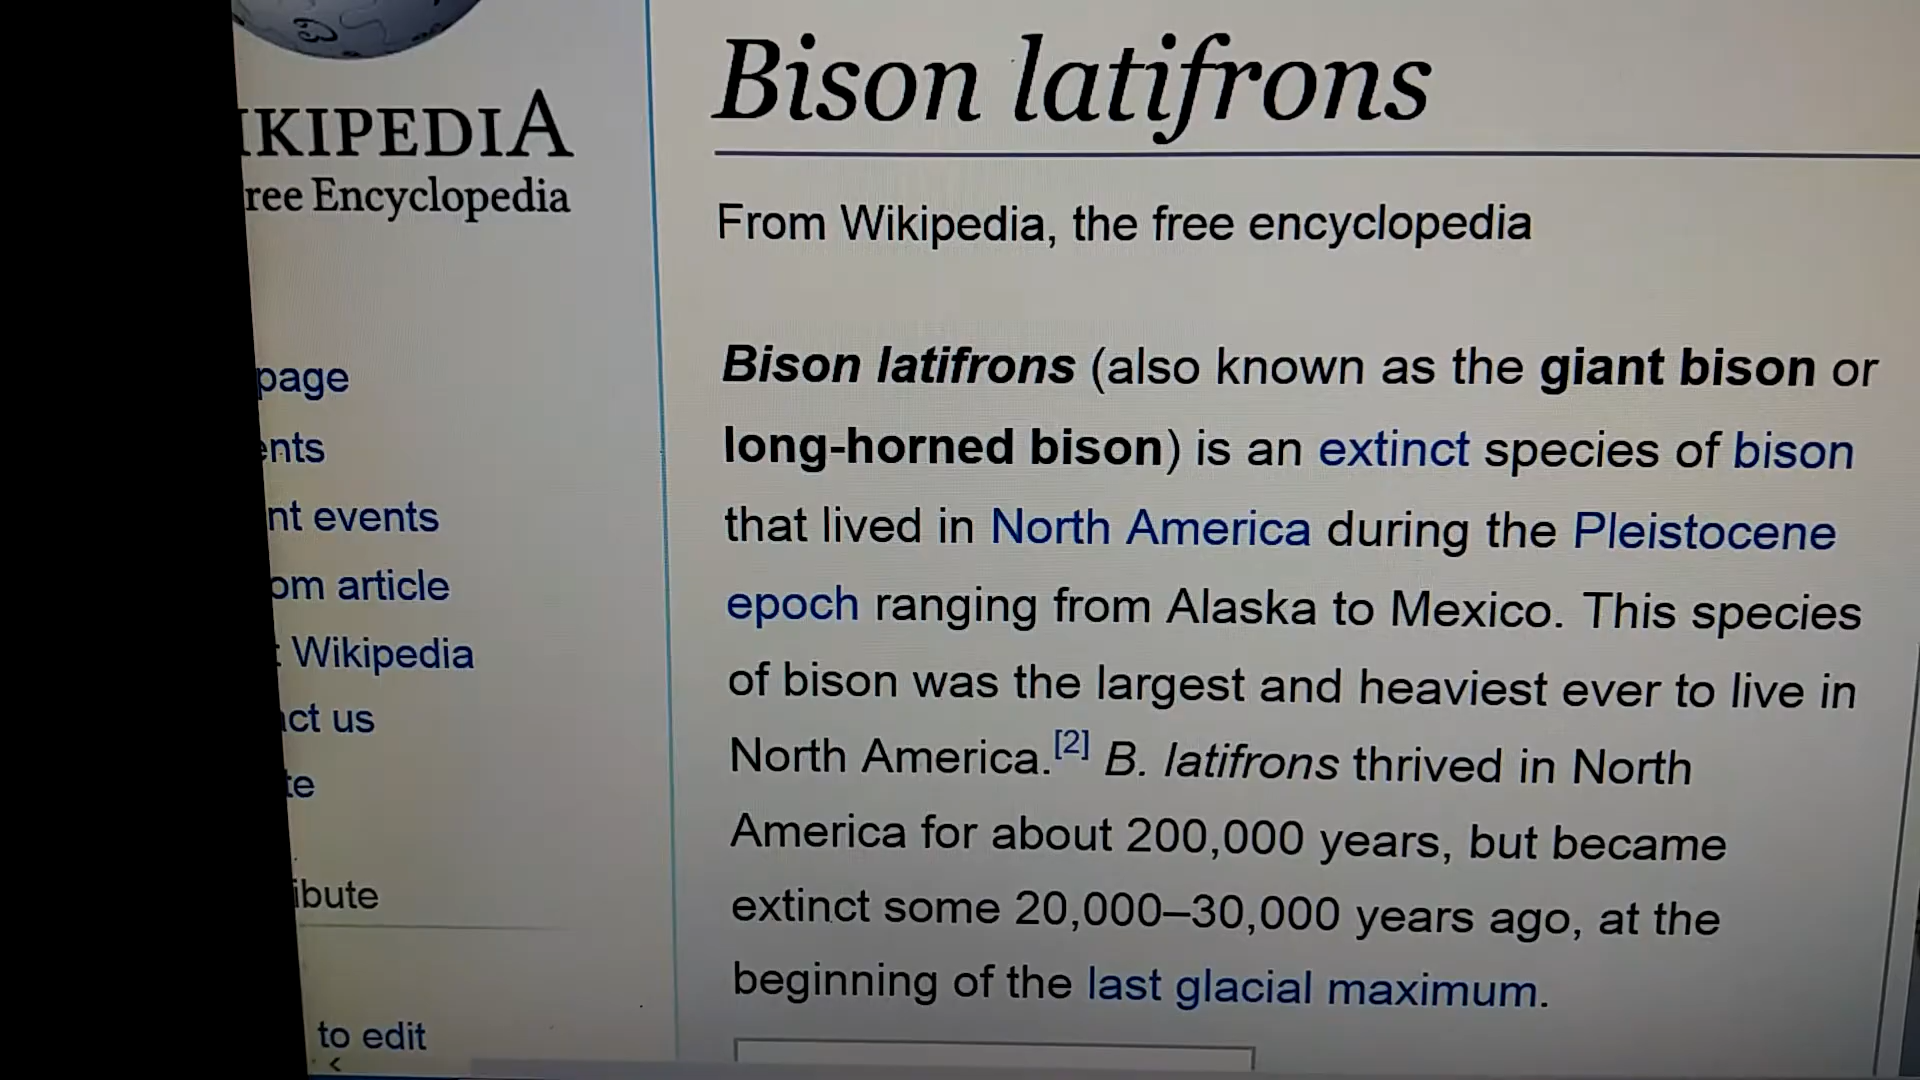 IKIPEDIA
ree Encyclopedia
page
ents
nt events
om article
Wikipedia
act us
te
ibute
to edit
Bison latifrons
From Wikipedia, the free encyclopedia
Bison latifrons (also known as the giant bison or
long-horned bison) is an extinct species of bison
that lived in North America during the Pleistocene
epoch ranging from Alaska to Mexico. This species
of bison was the largest and heaviest ever to live in
North America.[2] B. latifrons thrived in North
America for about 200,000 years, but became
extinct some 20,000–30,000 years ago, at the
beginning of the last glacial maximum.